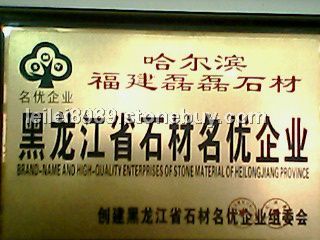 哈尔滨
福建磊磊石材
名优企业
leilei8939.stonebuy.com
黑龙江省石材名优企业
BRAND-NAME AND HIGH-QUALITY ENTERPRISES OF STONE MATERIAL OF HEILONGJIANG PROVINCE
创建黑龙江省石材名优企业组委会